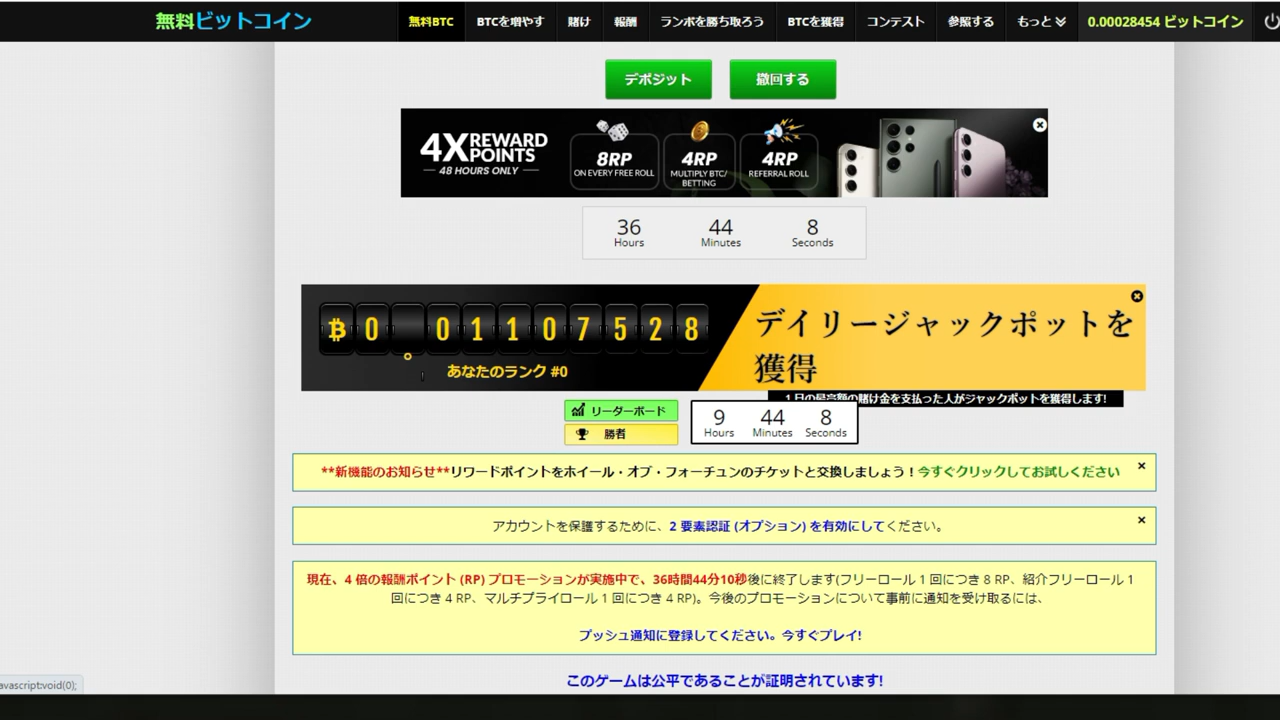 無料ビットコイン
無料BTC BTCを増やす 賭け 報酬 ランボを勝ち取ろう BTCを獲得 コンテスト 参照する もっと 0.00028454 ビットコイン
デポジット 撤回する
4X REWARD POINTS
48 HOURS ONLY
8RP
ON EVERY FREE ROLL
4RP
MULTIPLY BTC/
BETTING
4RP
REFERRAL ROLL
36 44 8
Hours Minutes Seconds
0 01107528
あなたのランク #0
デイリージャックポットを
獲得
1 日の最高額の賭け金を支払った人がジャックポットを獲得します!
リーダーボード
勝者
9 44 8
Hours Minutes Seconds
**新機能のお知らせ**リワードポイントをホイール・オブ・フォーチュンのチケットと交換しましょう！今すぐクリックしてお試しください
アカウントを保護するために、2 要素認証 (オプション) を有効にしてください。
現在、4 倍の報酬ポイント (RP) プロモーションが実施中で、36時間44分10秒後に終了します(フリーロール 1 回につき 8 RP、紹介フリーロール 1
回につき 4 RP、マルチプライロール 1 回につき 4 RP)。今後のプロモーションについて事前に通知を受け取るには、
プッシュ通知に登録してください。今すぐプレイ!
このゲームは公平であることが証明されています!
avascript:void(0);